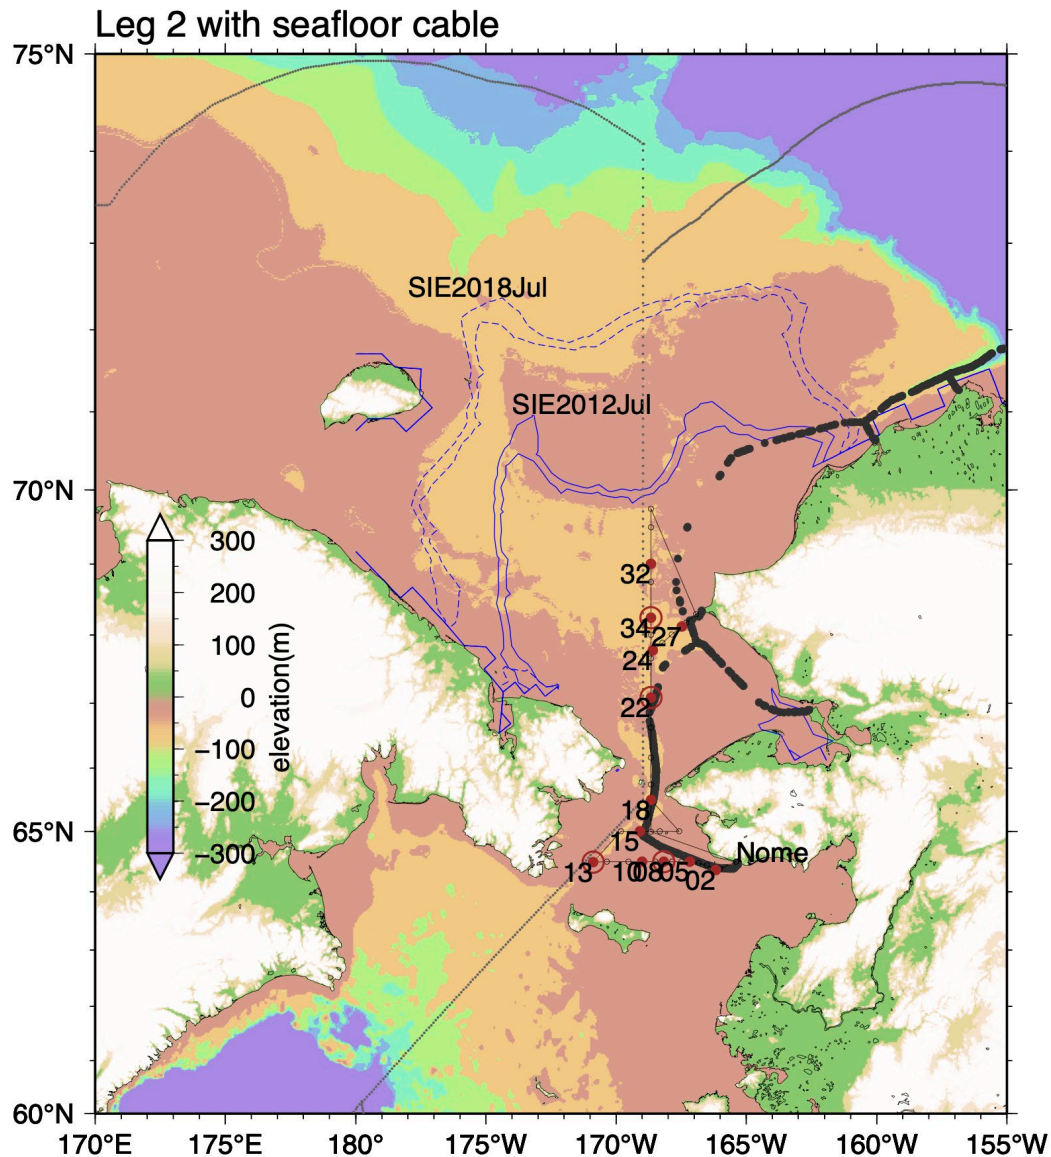 Leg 2 with seafloor cable
75°N
SIE2018Jul
SIE2012Jul
70°N
300
200
100
0
−100
−200
−300
elevation(m)
32
34
27
24
22
18
15
13
10
08
05
02
Nome
65°N
60°N
170°E
175°E
180°
175°W
170°W
165°W
160°W
155°W